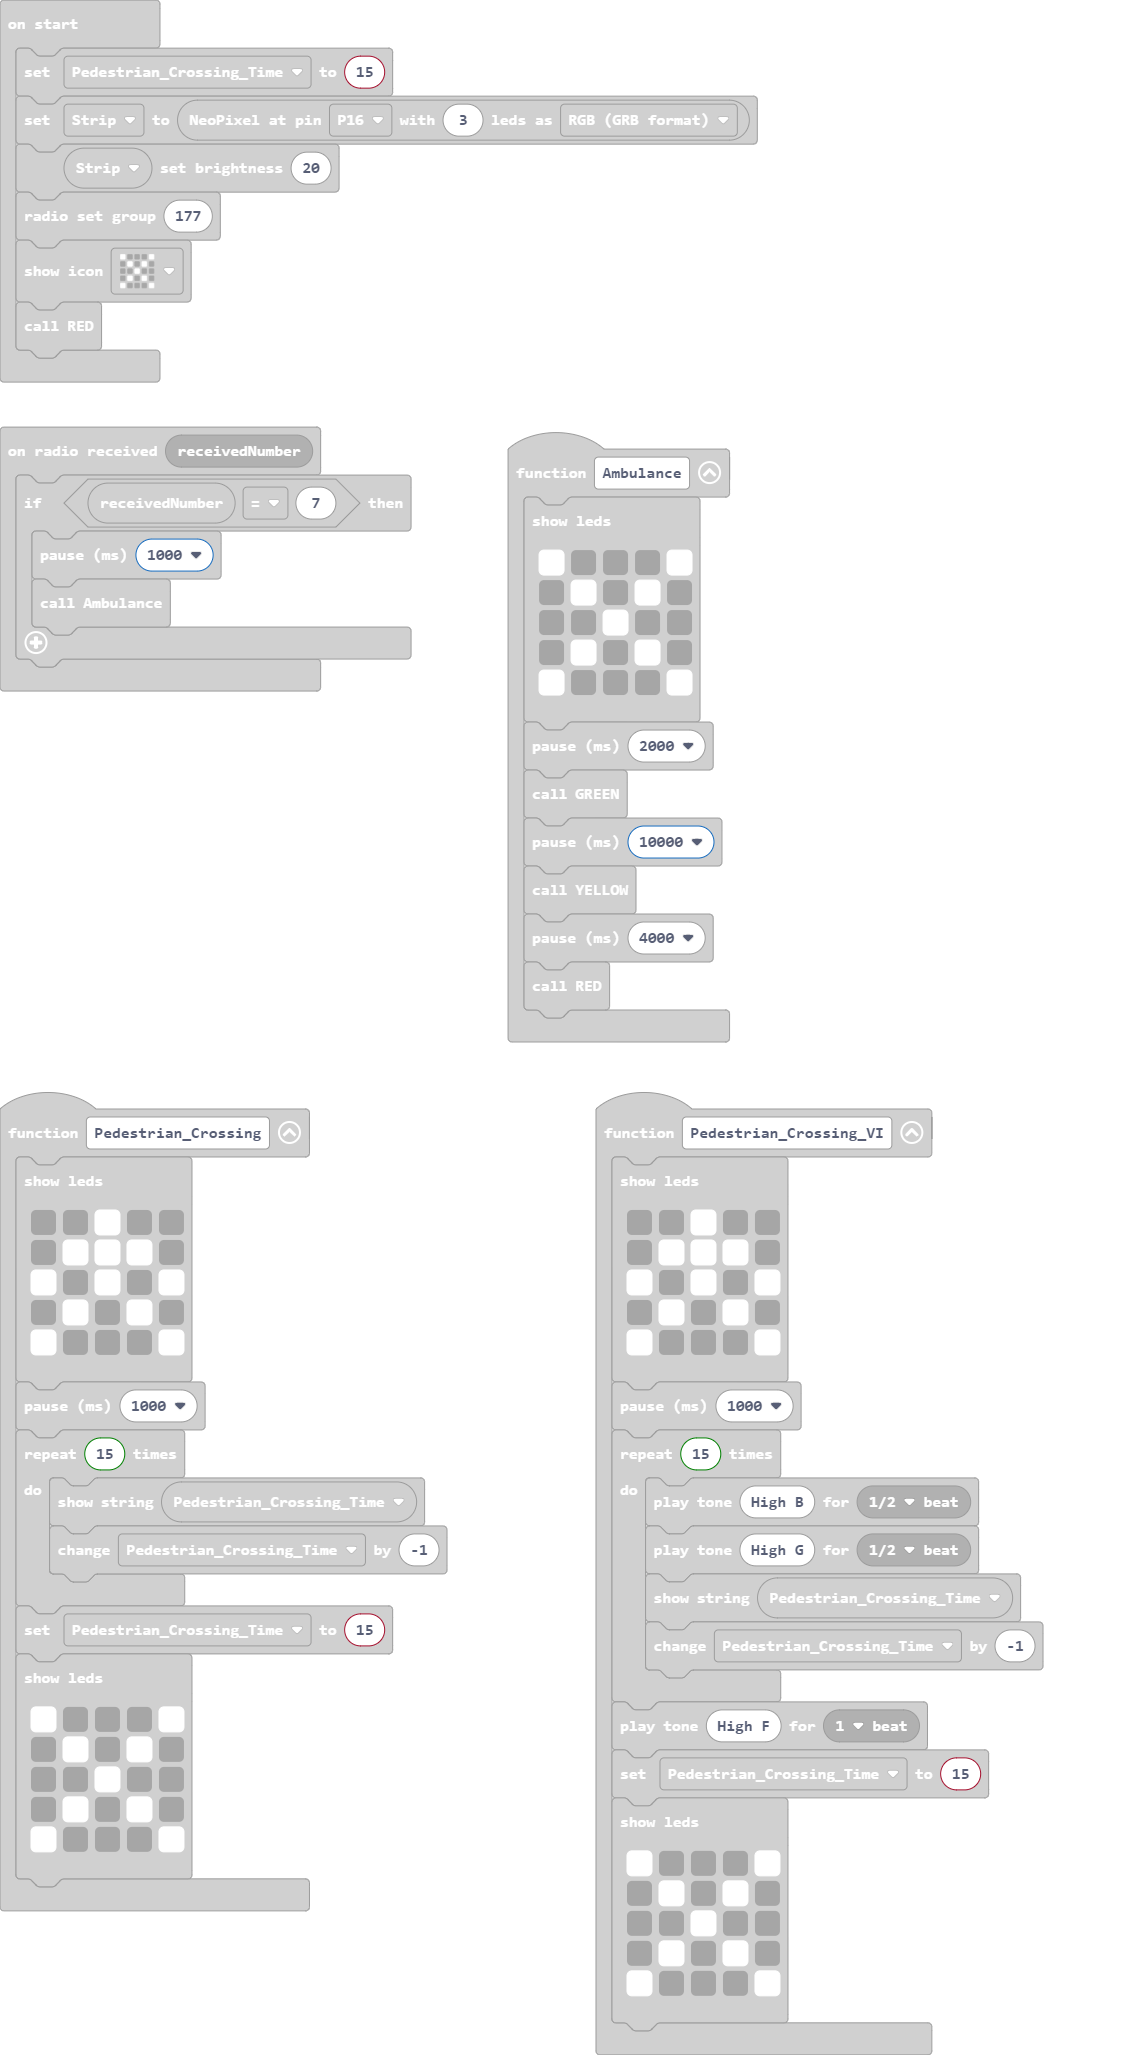 on start
set Pedestrian_Crossing_Time to 15
set Strip to NeoPixel at pin P16 with 3 leds as RGB (GRB format)
Strip set brightness 20
radio set group 177
show icon
call RED
on radio received receivedNumber
if receivedNumber = 7 then
pause (ms) 1000
call Ambulance
function Ambulance
show leds
pause (ms) 2000
call GREEN
pause (ms) 10000
call YELLOW
pause (ms) 4000
call RED
function Pedestrian_Crossing
show leds
pause (ms) 1000
repeat 15 times
do
show string Pedestrian_Crossing_Time
change Pedestrian_Crossing_Time by -1
set Pedestrian_Crossing_Time to 15
show leds
function Pedestrian_Crossing_VI
show leds
pause (ms) 1000
repeat 15 times
do
play tone High B for 1/2 beat
play tone High G for 1/2 beat
show string Pedestrian_Crossing_Time
change Pedestrian_Crossing_Time by -1
play tone High F for 1 beat
set Pedestrian_Crossing_Time to 15
show leds